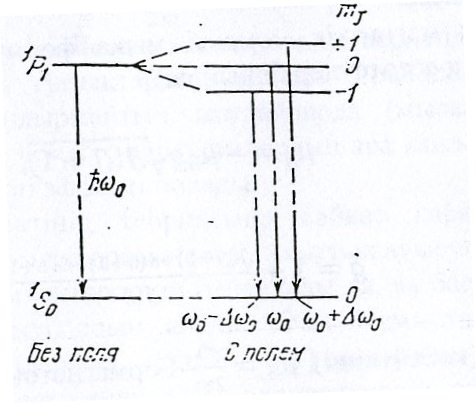 m_J
+1
¹P₁ 0
−1
ħω₀
¹S₀ 0
ω₀−Δω₀ ω₀ ω₀+Δω₀
Без поля С полем